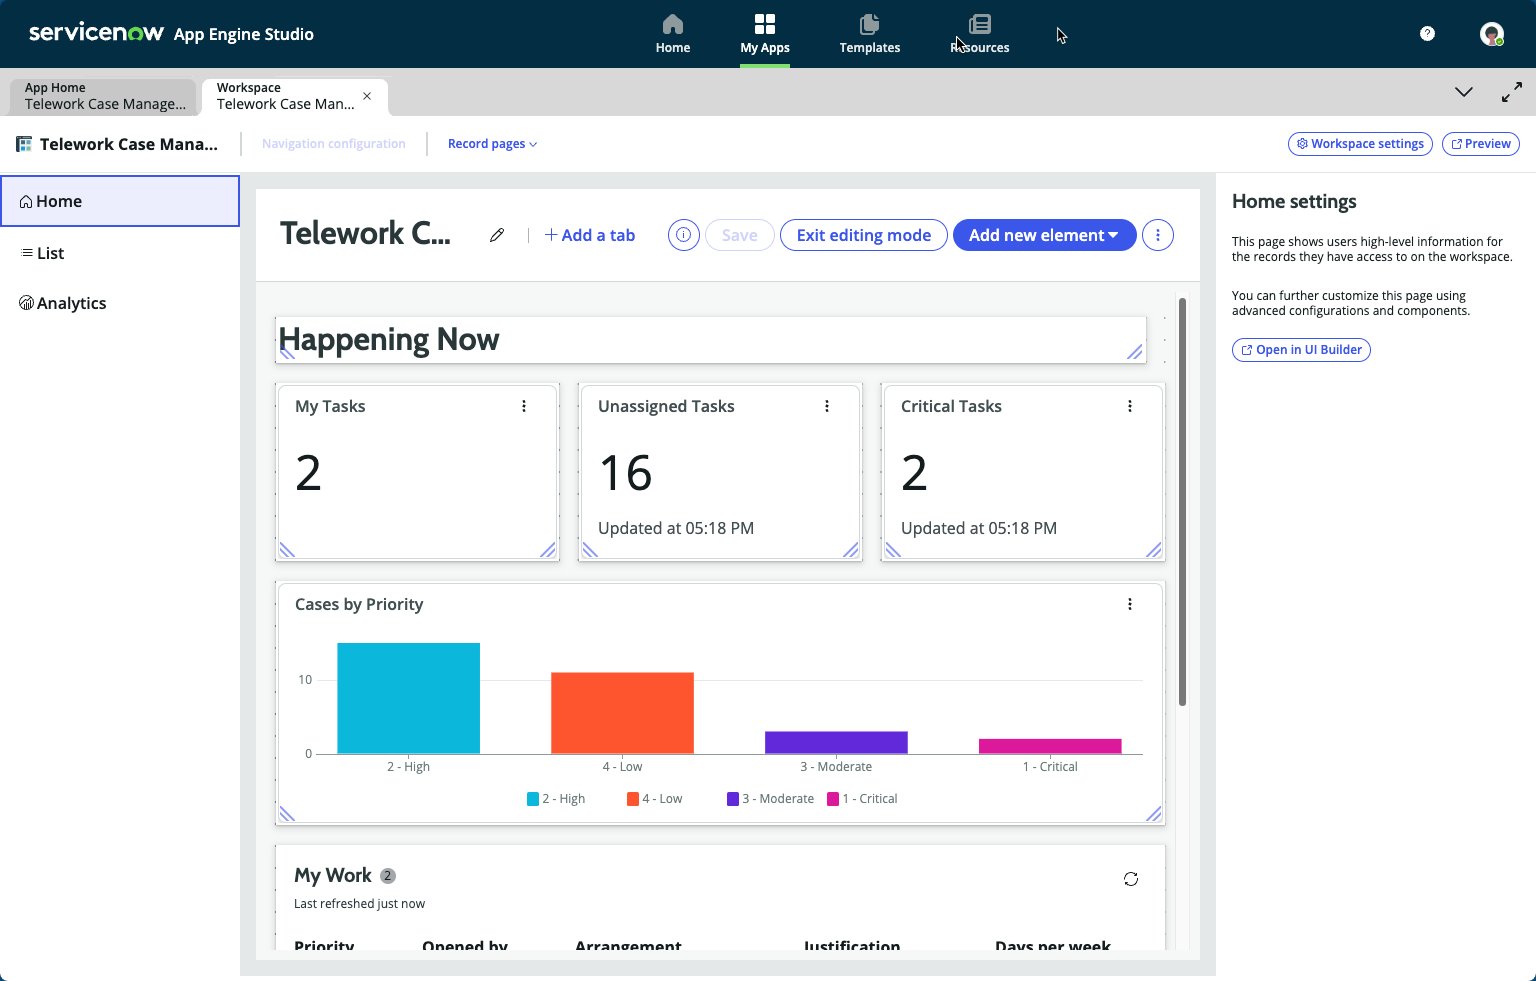 servicenow App Engine Studio
Home
My Apps
Templates
Resources
App Home
Telework Case Manage...
Workspace
Telework Case Man...
Telework Case Mana...
Navigation configuration
Record pages
Workspace settings
Preview
Home
List
Analytics
Telework C...
Add a tab
Save
Exit editing mode
Add new element
Home settings
This page shows users high-level information for
the records they have access to on the workspace.
You can further customize this page using
advanced configurations and components.
Open in UI Builder
Happening Now
My Tasks
2
Unassigned Tasks
16
Updated at 05:18 PM
Critical Tasks
2
Updated at 05:18 PM
Cases by Priority
10
0
2 - High
4 - Low
3 - Moderate
1 - Critical
2 - High
4 - Low
3 - Moderate
1 - Critical
My Work 2
Last refreshed just now
Priority
Opened by
Arrangement
Justification
Days per week